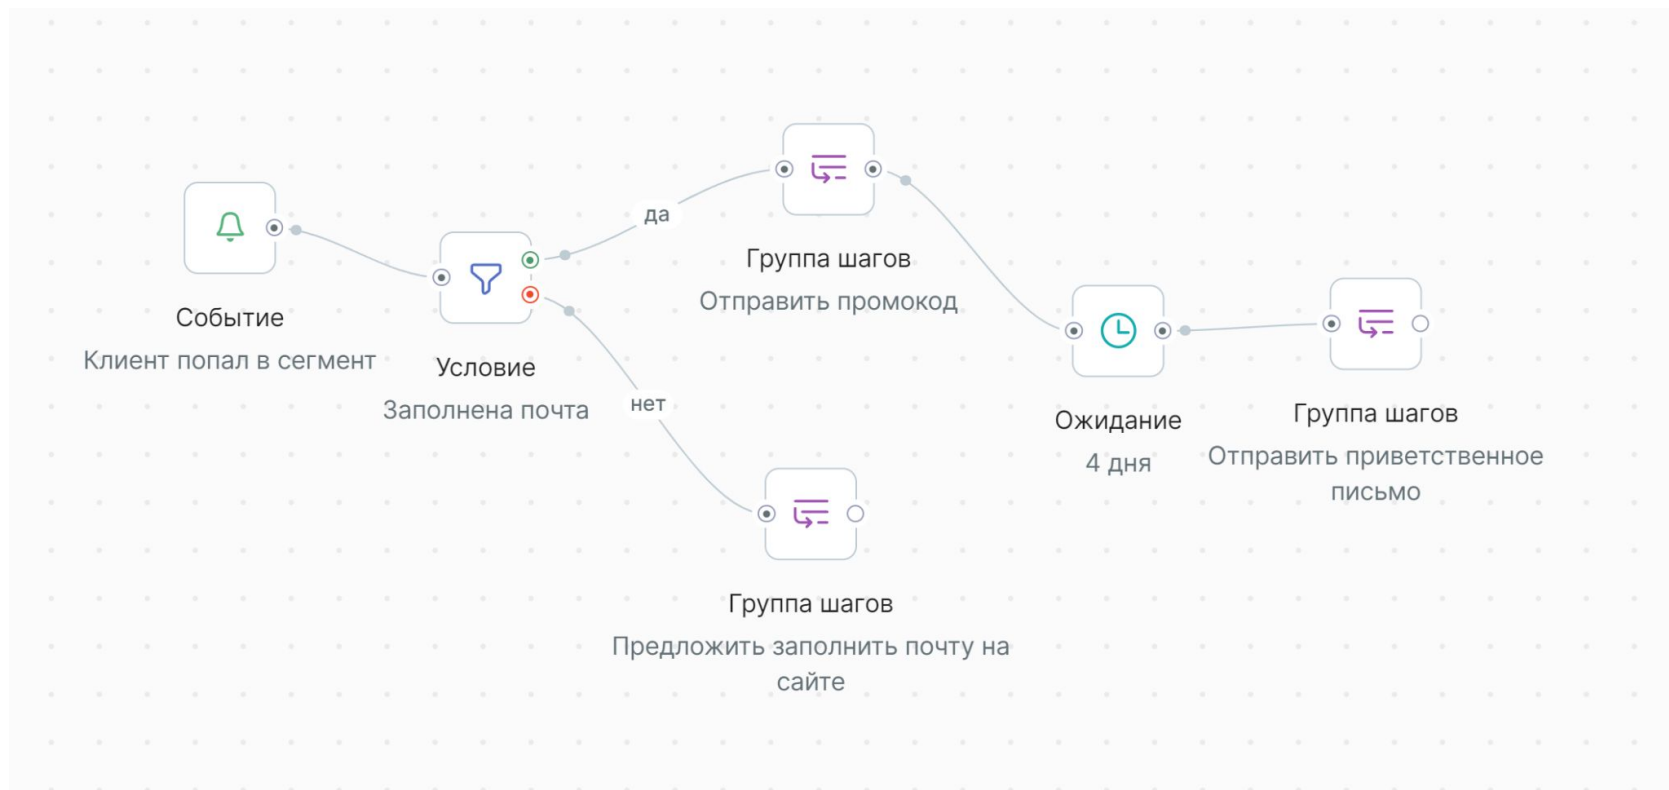 Событие
Клиент попал в сегмент
Условие
Заполнена почта
да
нет
Группа шагов
Отправить промокод
Группа шагов
Предложить заполнить почту на
сайте
Ожидание
4 дня
Группа шагов
Отправить приветственное
письмо